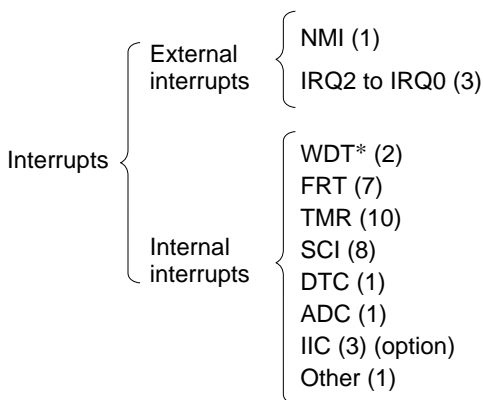 Interrupts
External
interrupts
NMI (1)
IRQ2 to IRQ0 (3)
Internal
interrupts
WDT* (2)
FRT (7)
TMR (10)
SCI (8)
DTC (1)
ADC (1)
IIC (3) (option)
Other (1)